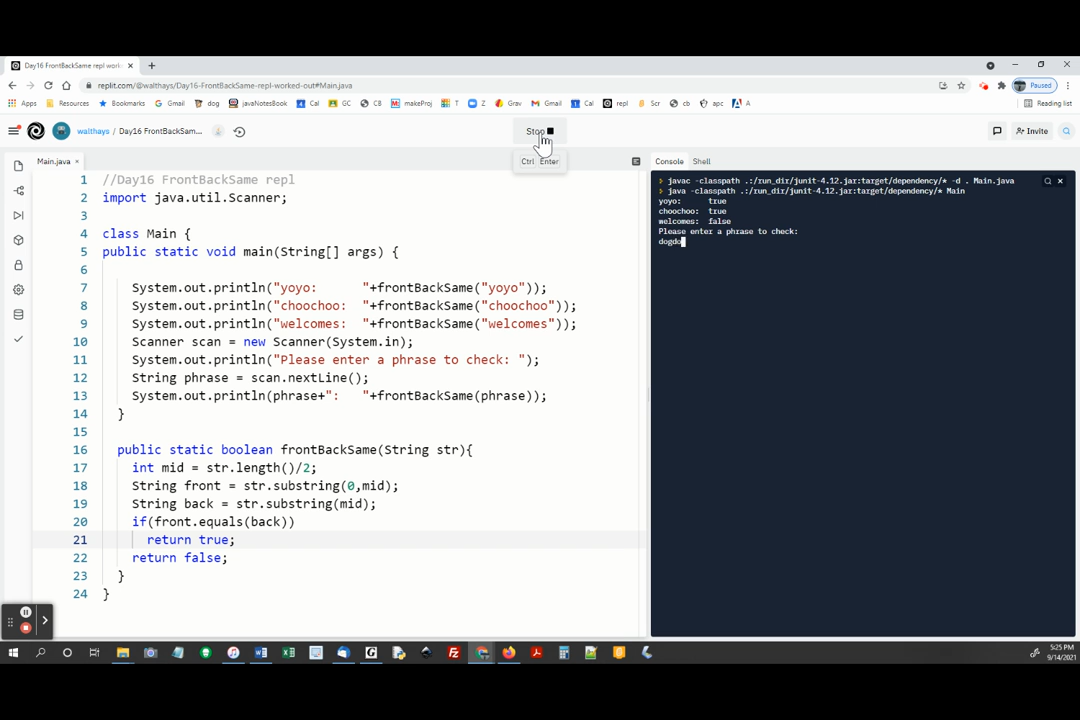 Day16 FrontBackSame repl work
replit.com/@walthays/Day16-FrontBackSame-repl-worked-out#Main.java
Paused
Apps Resources Bookmarks Gmail dog javaNotesBook Cal GC CB makeProj T Z Grav Gmail Cal repl Scr cb apc A
Reading list
walthays / Day16 FrontBackSam...
Stop
Invite
Ctrl Enter
Main.java
Console Shell
1 //Day16 FrontBackSame repl
2 import java.util.Scanner;
3
4 class Main {
5 public static void main(String[] args) {
6
7 System.out.println("yoyo:      "+frontBackSame("yoyo"));
8 System.out.println("choochoo:  "+frontBackSame("choochoo"));
9 System.out.println("welcomes:  "+frontBackSame("welcomes"));
10 Scanner scan = new Scanner(System.in);
11 System.out.println("Please enter a phrase to check: ");
12 String phrase = scan.nextLine();
13 System.out.println(phrase+":   "+frontBackSame(phrase));
14 }
15
16 public static boolean frontBackSame(String str){
17 int mid = str.length()/2;
18 String front = str.substring(0,mid);
19 String back = str.substring(mid);
20 if(front.equals(back))
21 return true;
22 return false;
23 }
24 }
javac -classpath .:/run_dir/junit-4.12.jar:target/dependency/* -d . Main.java
java -classpath .:/run_dir/junit-4.12.jar:target/dependency/* Main
yoyo:      true
choochoo:  true
welcomes:  false
Please enter a phrase to check:
dogdo
5:25 PM
9/14/2021